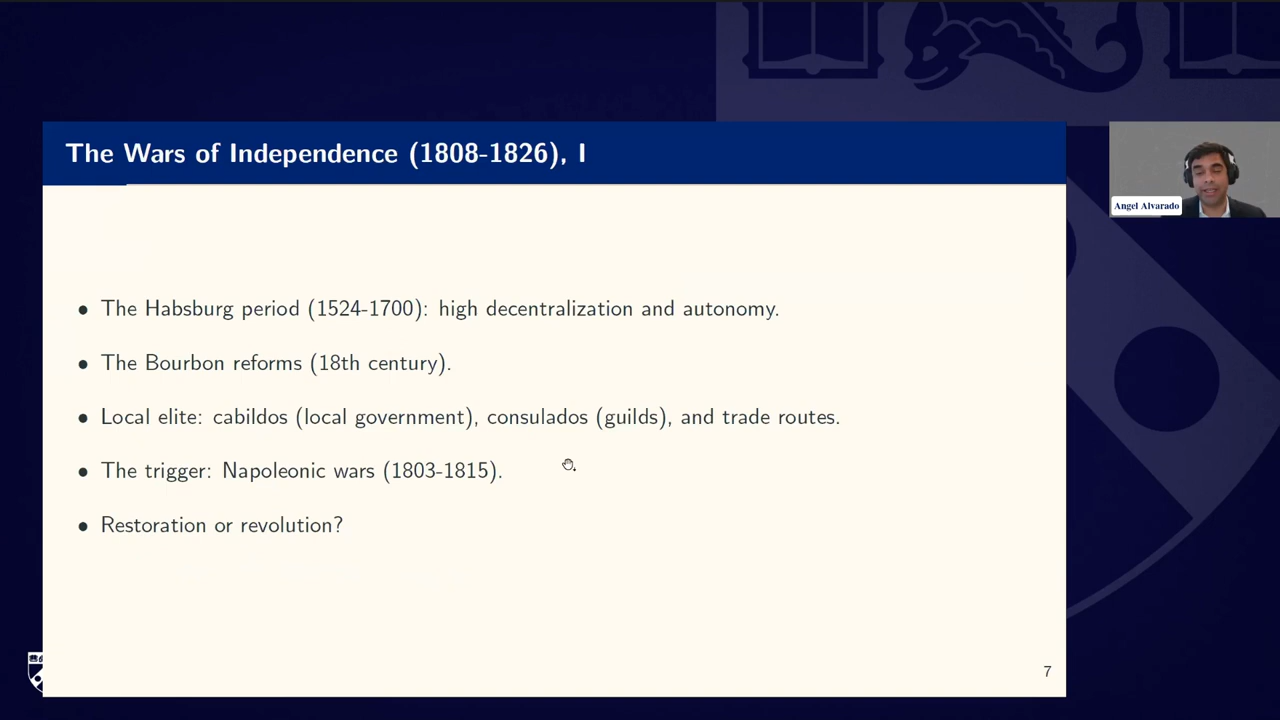 The Wars of Independence (1808-1826), I
Angel Alvarado
• The Habsburg period (1524-1700): high decentralization and autonomy.
• The Bourbon reforms (18th century).
• Local elite: cabildos (local government), consulados (guilds), and trade routes.
• The trigger: Napoleonic wars (1803-1815).
• Restoration or revolution?
7